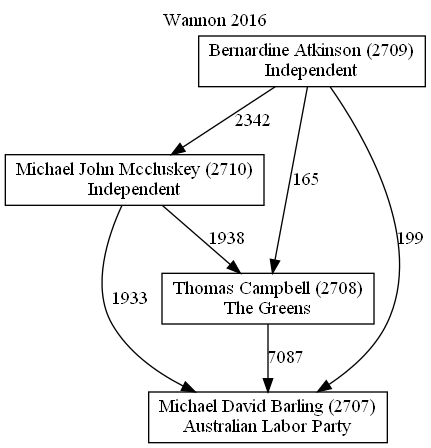 Wannon 2016
Bernardine Atkinson (2709)
Independent
2342
Michael John Mccluskey (2710)
Independent
165
1938
199
Thomas Campbell (2708)
The Greens
1933
7087
Michael David Barling (2707)
Australian Labor Party